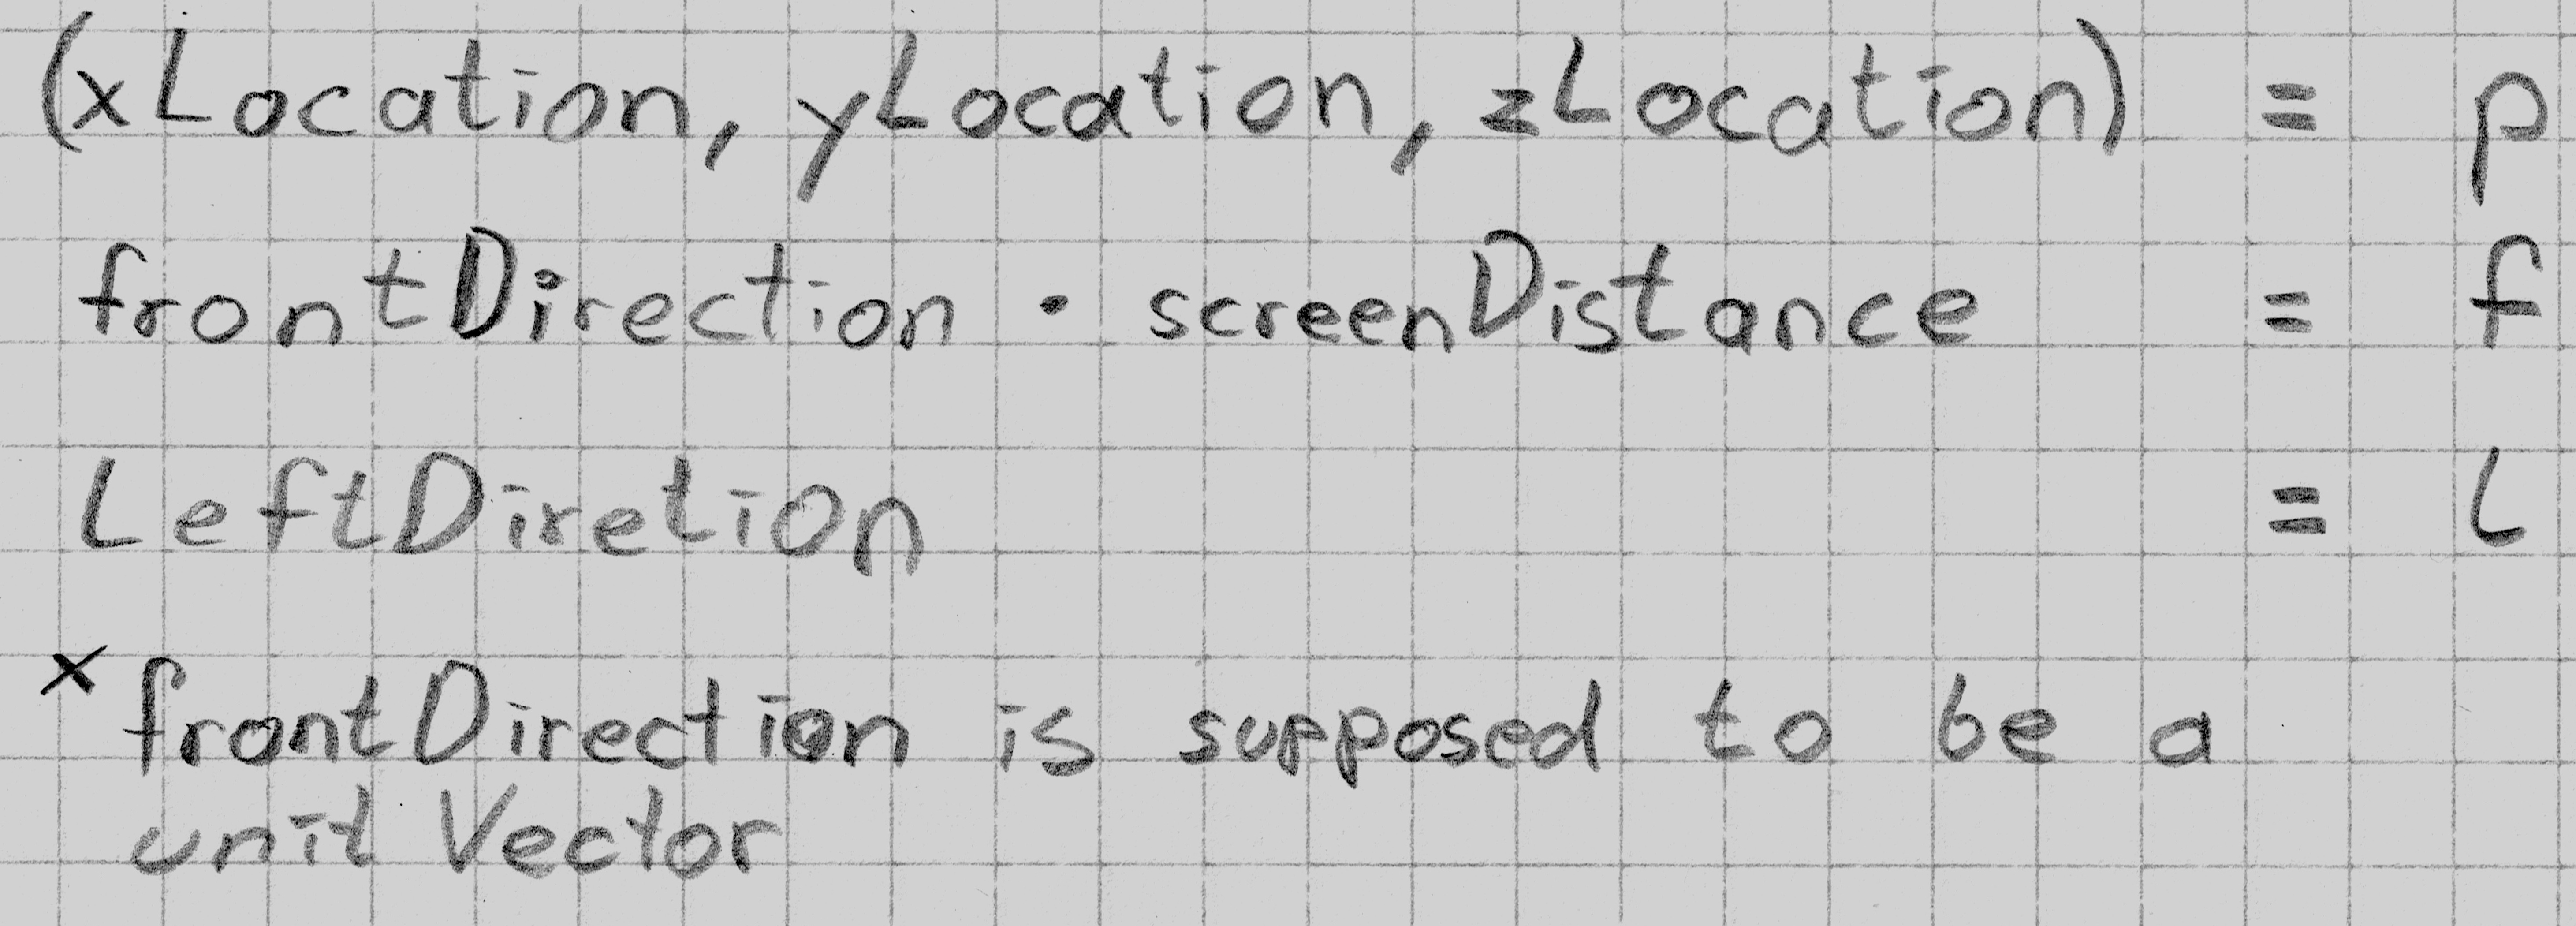 (xLocation, yLocation, zLocation) = p
frontDirection · screenDistance = f
LeftDiretion = L
* frontDirection is supposed to be a
unit Vector